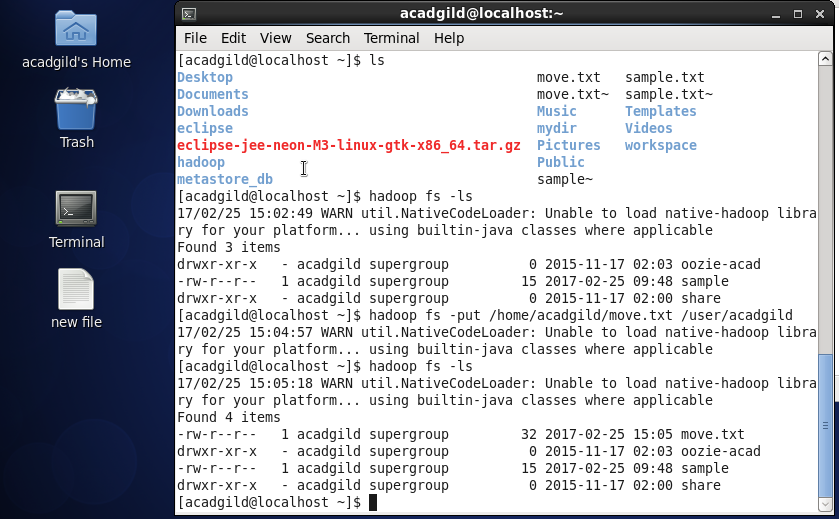 acadgild's Home
Trash
Terminal
new file
acadgild@localhost:~
File Edit View Search Terminal Help
[acadgild@localhost ~]$ ls
Desktop move.txt sample.txt
Documents move.txt~ sample.txt~
Downloads Music Templates
eclipse mydir Videos
eclipse-jee-neon-M3-linux-gtk-x86_64.tar.gz Pictures workspace
hadoop Public
metastore_db sample~
[acadgild@localhost ~]$ hadoop fs -ls
17/02/25 15:02:49 WARN util.NativeCodeLoader: Unable to load native-hadoop libra
ry for your platform... using builtin-java classes where applicable
Found 3 items
drwxr-xr-x - acadgild supergroup 0 2015-11-17 02:03 oozie-acad
-rw-r--r-- 1 acadgild supergroup 15 2017-02-25 09:48 sample
drwxr-xr-x - acadgild supergroup 0 2015-11-17 02:00 share
[acadgild@localhost ~]$ hadoop fs -put /home/acadgild/move.txt /user/acadgild
17/02/25 15:04:57 WARN util.NativeCodeLoader: Unable to load native-hadoop libra
ry for your platform... using builtin-java classes where applicable
[acadgild@localhost ~]$ hadoop fs -ls
17/02/25 15:05:18 WARN util.NativeCodeLoader: Unable to load native-hadoop libra
ry for your platform... using builtin-java classes where applicable
Found 4 items
-rw-r--r-- 1 acadgild supergroup 32 2017-02-25 15:05 move.txt
drwxr-xr-x - acadgild supergroup 0 2015-11-17 02:03 oozie-acad
-rw-r--r-- 1 acadgild supergroup 15 2017-02-25 09:48 sample
drwxr-xr-x - acadgild supergroup 0 2015-11-17 02:00 share
[acadgild@localhost ~]$